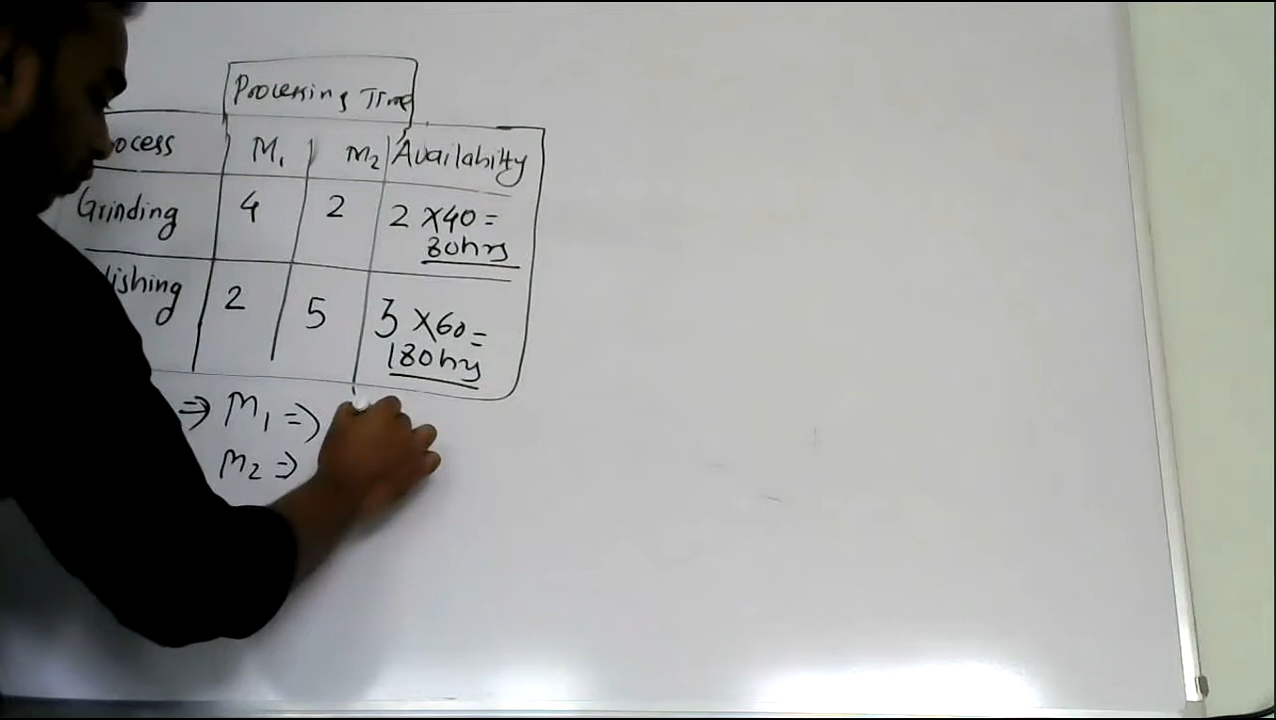 Processing Time
ocess M₁ M₂ Availability
Grinding 4 2 2 X40=
80hrs
lishing 2 5 3 X60=
180hrs
⇒ M₁ ⇒
M₂ ⇒